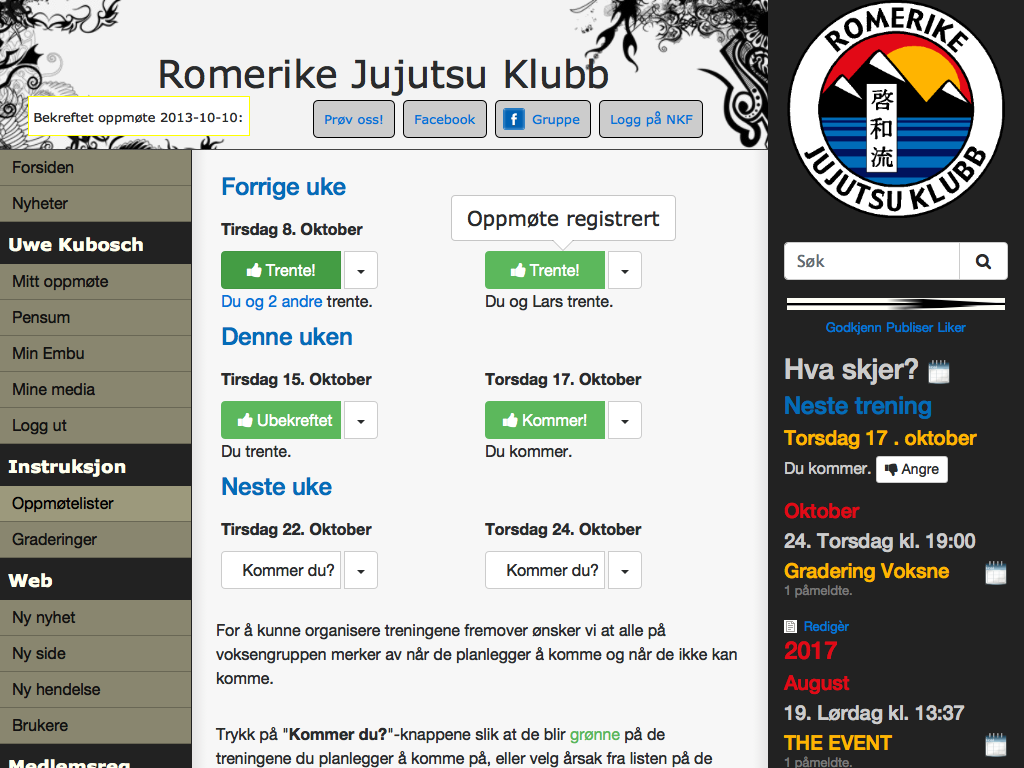 Romerike Jujutsu Klubb
Bekreftet oppmøte 2013-10-10:
Prøv oss!
Facebook
Gruppe
Logg på NKF
Forsiden
Nyheter
Uwe Kubosch
Mitt oppmøte
Pensum
Min Embu
Mine media
Logg ut
Instruksjon
Oppmøtelister
Graderinger
Web
Ny nyhet
Ny side
Ny hendelse
Brukere
Medlemsreg
Forrige uke
Tirsdag 8. Oktober
Oppmøte registrert
Trente!
Trente!
Du og 2 andre trente.
Du og Lars trente.
Denne uken
Tirsdag 15. Oktober
Torsdag 17. Oktober
Ubekreftet
Kommer!
Du trente.
Du kommer.
Neste uke
Tirsdag 22. Oktober
Torsdag 24. Oktober
Kommer du?
Kommer du?
For å kunne organisere treningene fremover ønsker vi at alle på
voksengruppen merker av når de planlegger å komme og når de ikke kan
komme.
Trykk på "Kommer du?"-knappene slik at de blir grønne på de
treningene du planlegger å komme på, eller velg årsak fra listen på de
ROMERIKE
啓和流
JUJUTSU KLUBB
Søk
Godkjenn Publiser Liker
Hva skjer?
Neste trening
Torsdag 17 . oktober
Du kommer. Angre
Oktober
24. Torsdag kl. 19:00
Gradering Voksne
1 påmeldte.
Redigèr
2017
August
19. Lørdag kl. 13:37
THE EVENT
1 påmeldte.